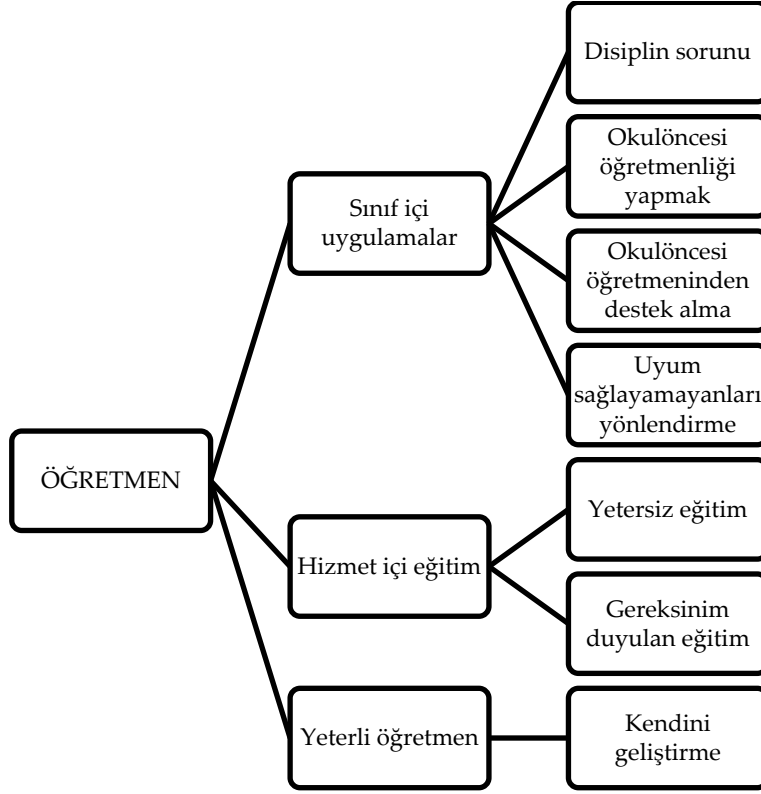 Disiplin sorunu
Okulöncesi
öğretmenliği
yapmak
Sınıf içi
uygulamalar
Okulöncesi
öğretmeninden
destek alma
Uyum
sağlayamayanları
yönlendirme
ÖĞRETMEN
Yetersiz eğitim
Hizmet içi eğitim
Gereksinim
duyulan eğitim
Yeterli öğretmen
Kendini
geliştirme